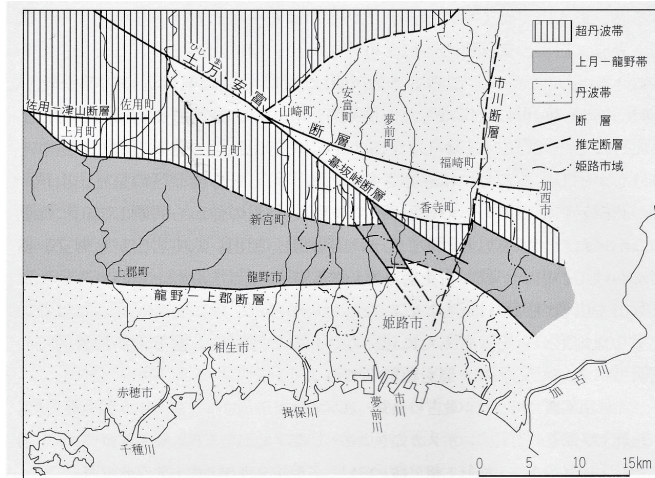 超丹波帯
上月－龍野帯
丹波帯
断層
推定断層
姫路市域
ひじ ま
土方・安富断層
佐用－津山断層
佐用町
上月町
三日月町
山崎町
安富町
夢前町
市川断層
福崎町
加西市
暮坂峠断層
香寺町
新宮町
上郡町
龍野市
龍野－上郡断層
姫路市
相生市
赤穂市
千種川
揖保川
夢前川
市川
加古川
0 5 10 15km